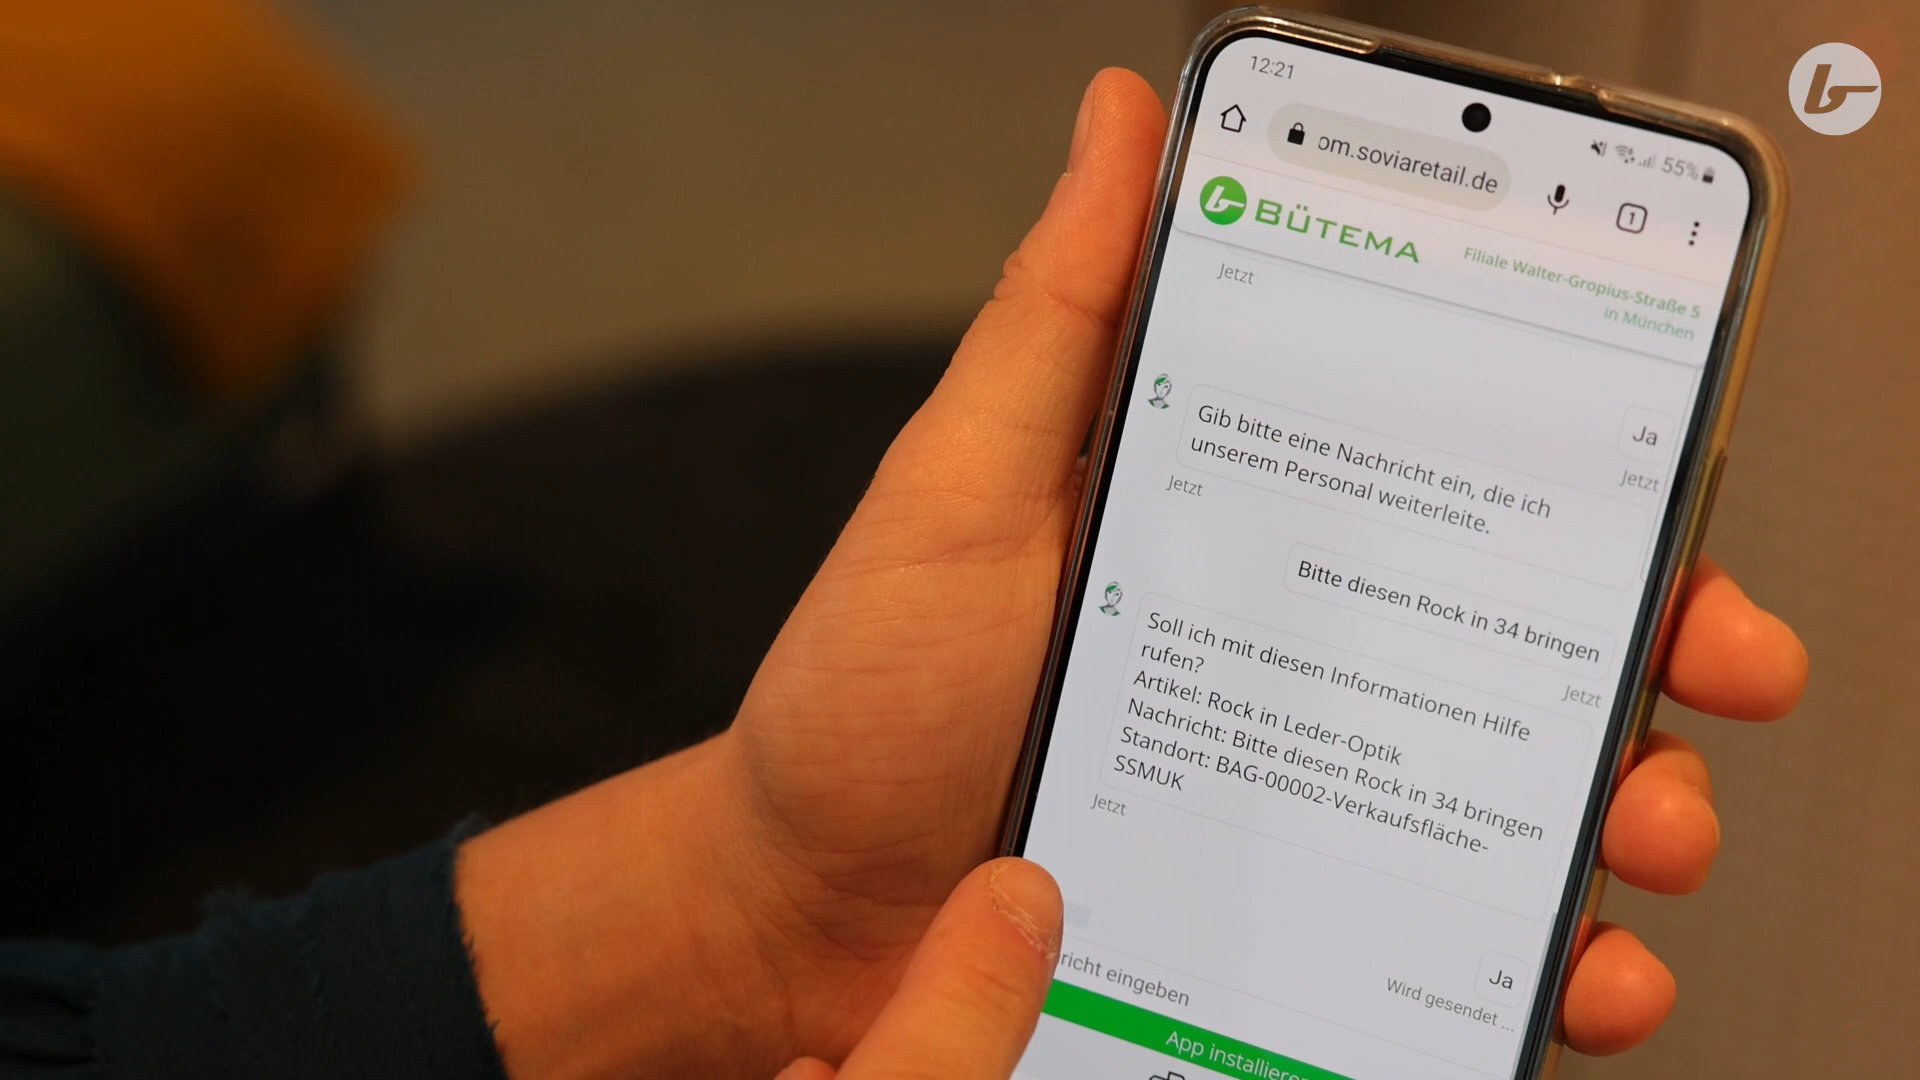 12:21
55%
om.soviaretail.de
1
BÜTEMA
Filiale Walter-Gropius-Straße 5
in München
Jetzt
Ja
Jetzt
Gib bitte eine Nachricht ein, die ich
unserem Personal weiterleite.
Jetzt
Bitte diesen Rock in 34 bringen
Jetzt
Soll ich mit diesen Informationen Hilfe
rufen?
Artikel: Rock in Leder-Optik
Nachricht: Bitte diesen Rock in 34 bringen
Standort: BAG-00002-Verkaufsfläche-
SSMUK
Jetzt
Ja
Wird gesendet ...
richt eingeben
App installieren